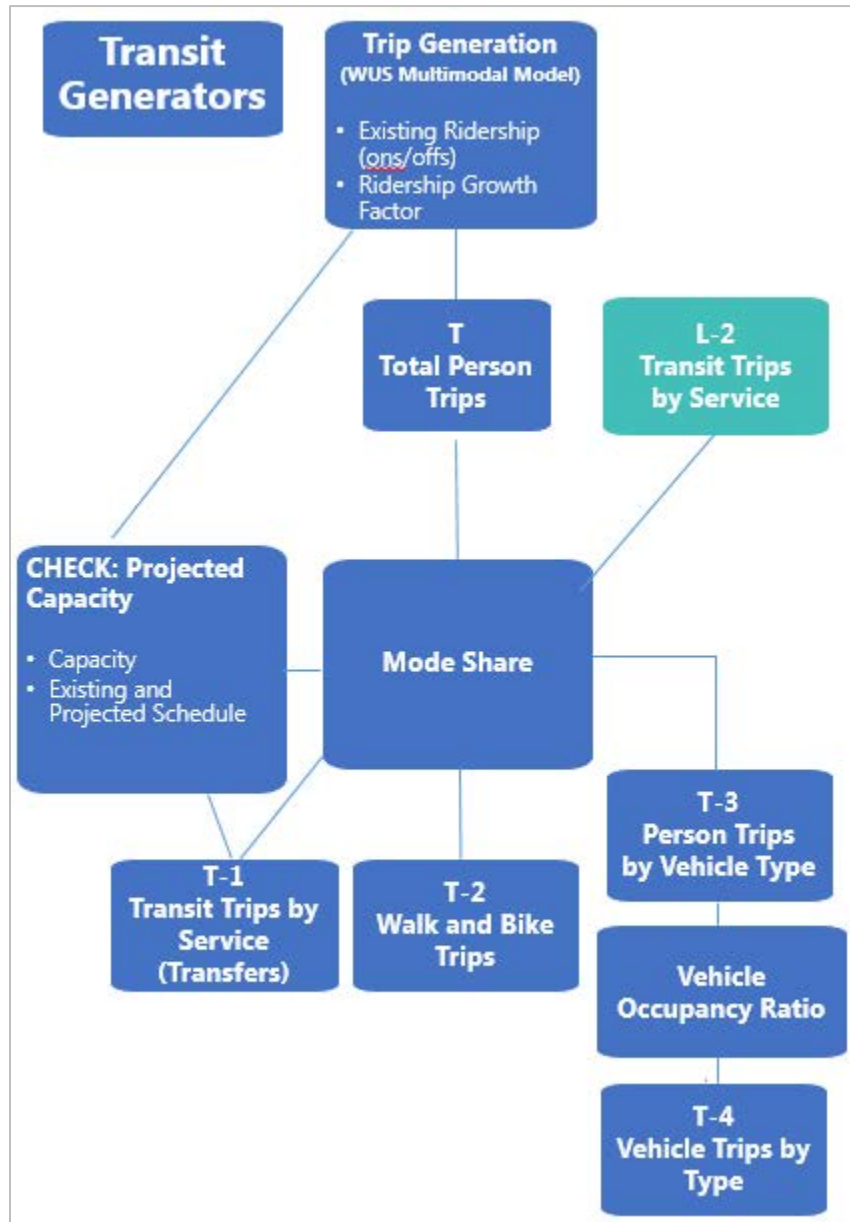 Transit
Generators
Trip Generation
(WUS Multimodal Model)
• Existing Ridership
(ons/offs)
• Ridership Growth
Factor
T
Total Person
Trips
L-2
Transit Trips
by Service
CHECK: Projected
Capacity
• Capacity
• Existing and
Projected Schedule
Mode Share
T-1
Transit Trips by
Service
(Transfers)
T-2
Walk and Bike
Trips
T-3
Person Trips
by Vehicle Type
Vehicle
Occupancy Ratio
T-4
Vehicle Trips by
Type